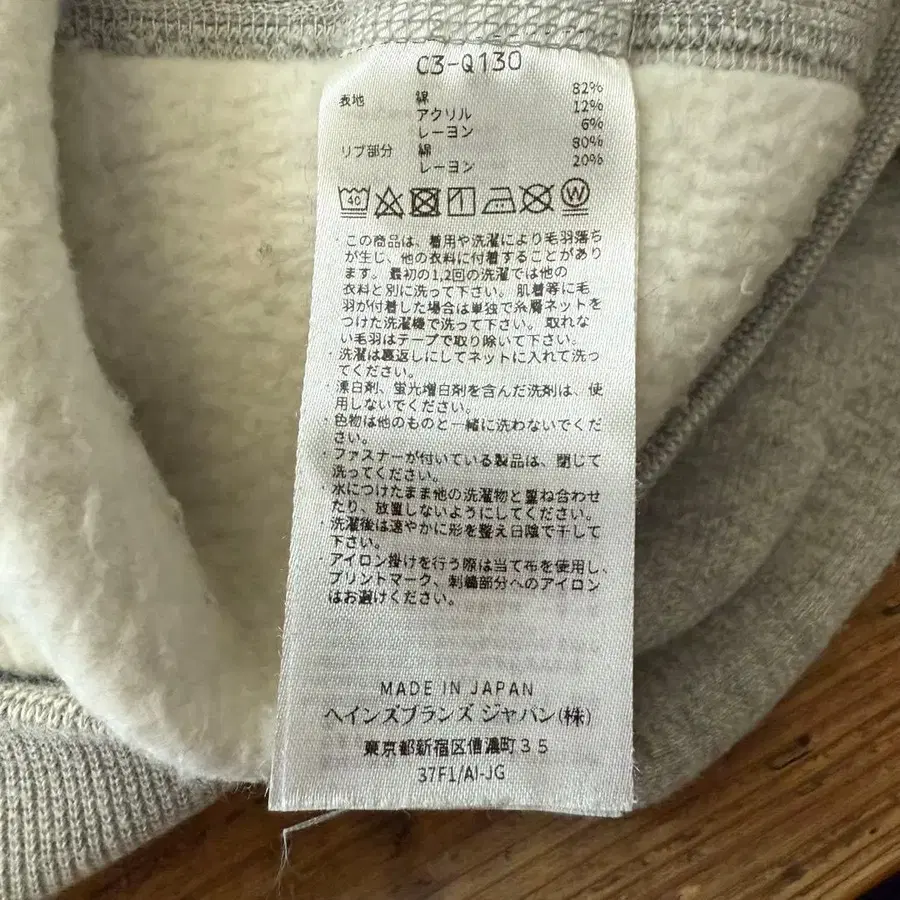 C3-Q130
表地 綿 82%
アクリル 12%
レーヨン 6%
リブ部分 綿 80%
レーヨン 20%
40 W
・この商品は、着用や洗濯により毛羽落ち
が生じ、他の衣料に付着することがあり
ます。最初の1,2回の洗濯では他の
衣料と別に洗って下さい。肌着等に毛
羽が付着した場合は単独で糸屑ネットを
つけた洗濯機で洗って下さい。取れな
い毛羽はテープで取り除いて下さい。
・洗濯は裏返しにしてネットに入れて洗っ
てください。
・漂白剤、蛍光増白剤を含んだ洗剤は、使
用しないでください。
・色物は他のものと一緒に洗わないでくだ
さい。
・ファスナーが付いている製品は、閉じて
洗ってください。
・水につけたまま他の洗濯物と重ね合わせ
たり、放置しないようにしてください。
・洗濯後は速やかに形を整え日陰で干して
下さい。
・アイロン掛けを行う際は当て布を使用し、
プリントマーク、刺繍部分へのアイロン
はお避けください。
MADE IN JAPAN
ヘインズブランズ ジャパン(株)
東京都新宿区信濃町35
37F1/AI-JG